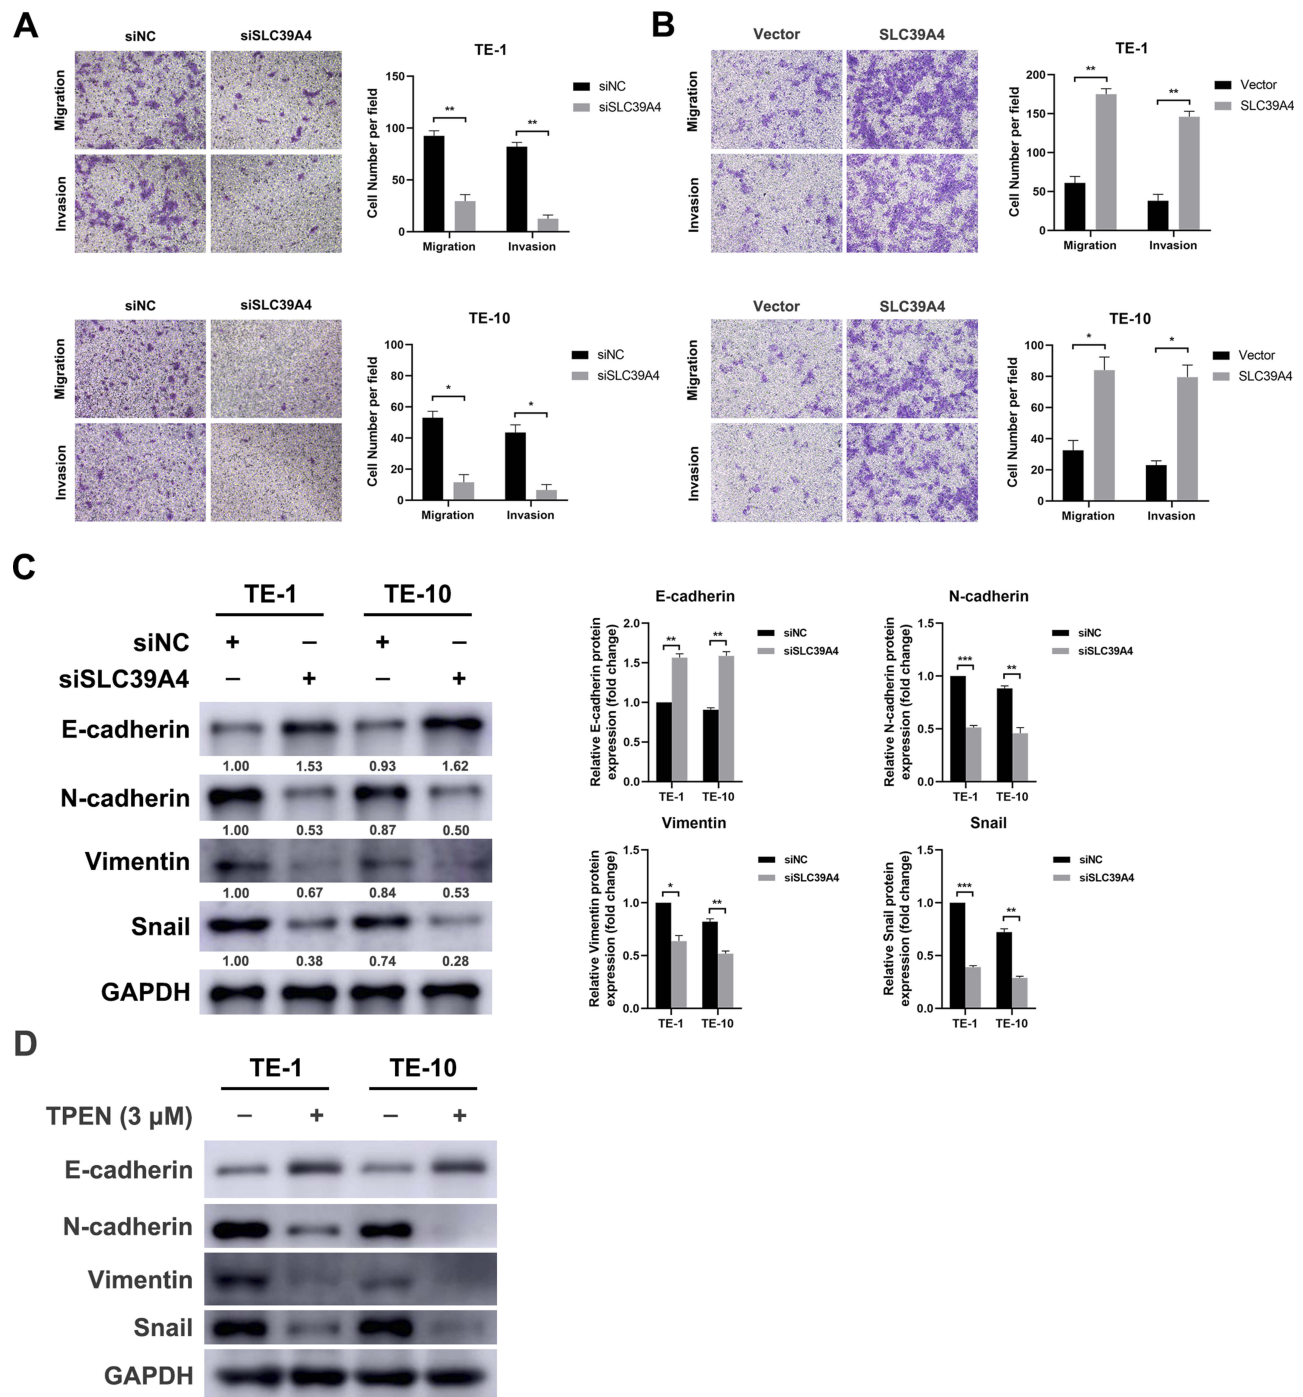 A
siNC siSLC39A4
Migration
Invasion
TE-1
Cell Number per field
150
100
50
0
** **
Migration Invasion
siNC
siSLC39A4
siNC siSLC39A4
Migration
Invasion
TE-10
Cell Number per field
100
80
60
40
20
0
* *
Migration Invasion
siNC
siSLC39A4
B
Vector SLC39A4
Migration
Invasion
TE-1
Cell Number per field
200
150
100
50
0
** **
Migration Invasion
Vector
SLC39A4
Vector SLC39A4
Migration
Invasion
TE-10
Cell Number per field
100
80
60
40
20
0
* *
Migration Invasion
Vector
SLC39A4
C
TE-1 TE-10
siNC + – + –
siSLC39A4 – + – +
E-cadherin
1.00 1.53 0.93 1.62
N-cadherin
1.00 0.53 0.87 0.50
Vimentin
1.00 0.67 0.84 0.53
Snail
1.00 0.38 0.74 0.28
GAPDH
E-cadherin
Relative E-cadherin protein
expression (fold change)
2.0
1.5
1.0
0.5
0.0
** **
TE-1 TE-10
siNC
siSLC39A4
N-cadherin
Relative N-cadherin protein
expression (fold change)
1.5
1.0
0.5
0.0
*** **
TE-1 TE-10
siNC
siSLC39A4
Vimentin
Relative Vimentin protein
expression (fold change)
1.5
1.0
0.5
0.0
* **
TE-1 TE-10
siNC
siSLC39A4
Snail
Relative Snail protein
expression (fold change)
1.5
1.0
0.5
0.0
*** **
TE-1 TE-10
siNC
siSLC39A4
D
TE-1 TE-10
TPEN (3 μM) – + – +
E-cadherin
N-cadherin
Vimentin
Snail
GAPDH